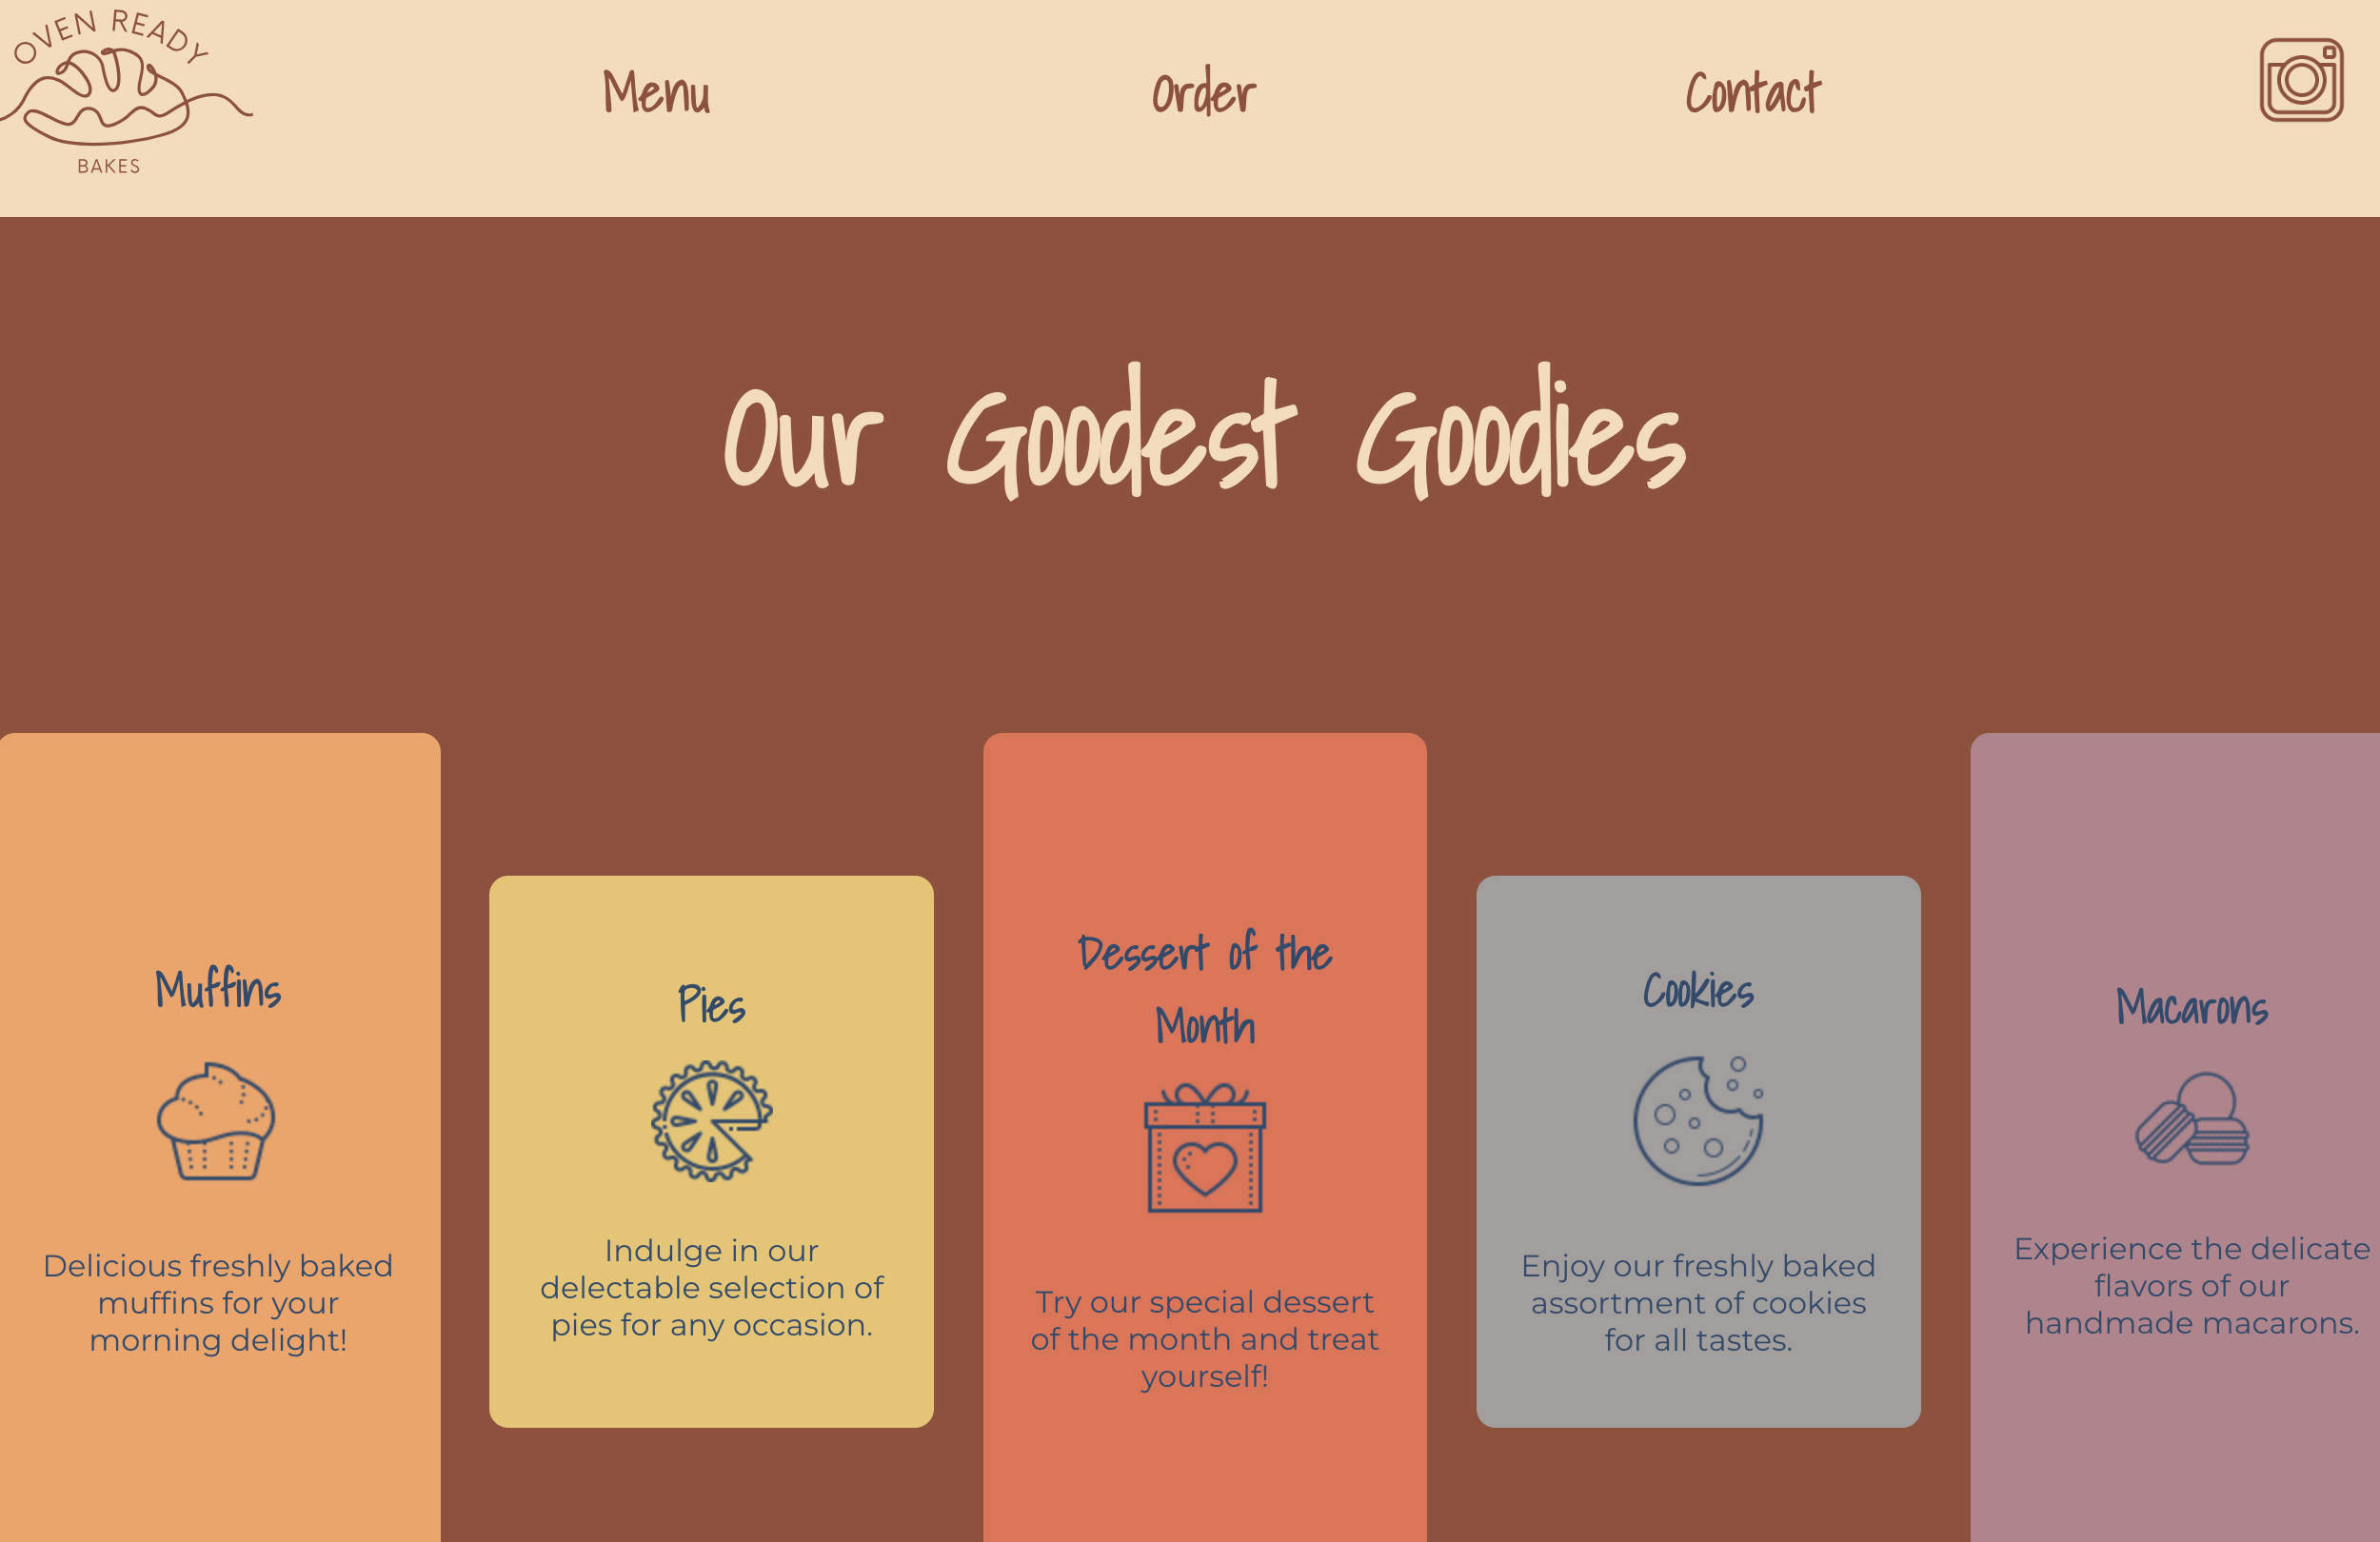 OVEN READY
BAKES
Menu
Order
Contact
Our Goodest Goodies
Muffins
Delicious freshly baked
muffins for your
morning delight!
Pies
Indulge in our
delectable selection of
pies for any occasion.
Dessert of the
Month
Try our special dessert
of the month and treat
yourself!
Cookies
Enjoy our freshly baked
assortment of cookies
for all tastes.
Macarons
Experience the delicate
flavors of our
handmade macarons.